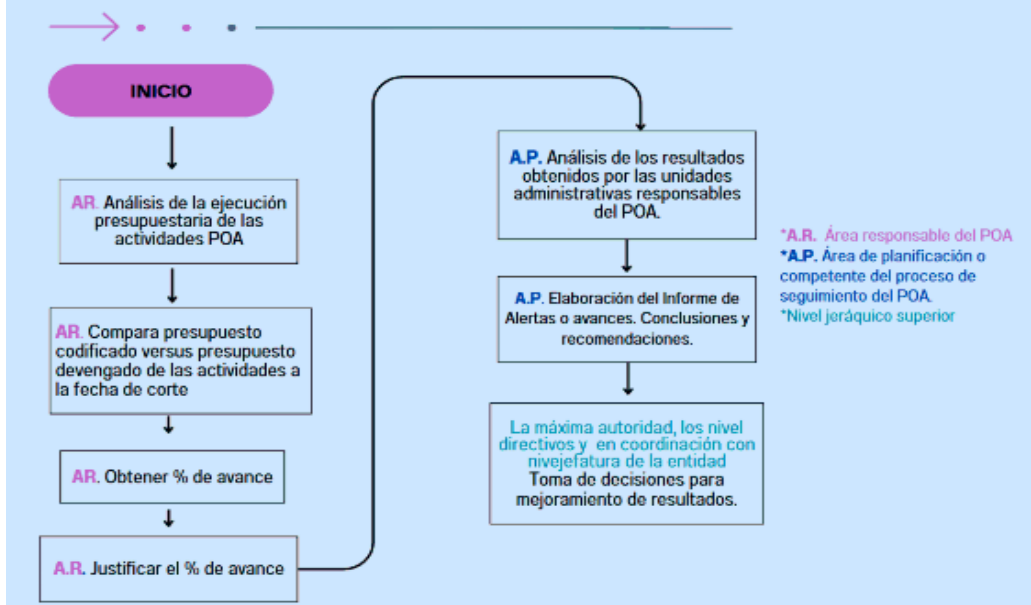 INICIO
AR. Análisis de la ejecución
presupuestaria de las
actividades POA
AR. Compara presupuesto
codificado versus presupuesto
devengado de las actividades a
la fecha de corte
AR. Obtener % de avance
A.R. Justificar el % de avance
A.P. Análisis de los resultados
obtenidos por las unidades
administrativas responsables
del POA.
A.P. Elaboración del Informe de
Alertas o avances. Conclusiones y
recomendaciones.
La máxima autoridad, los nivel
directivos y en coordinación con
nivejefatura de la entidad
Toma de decisiones para
mejoramiento de resultados.
*A.R. Área responsable del POA
*A.P. Área de planificación o
competente del proceso de
seguimiento del POA.
*Nivel jeráquico superior